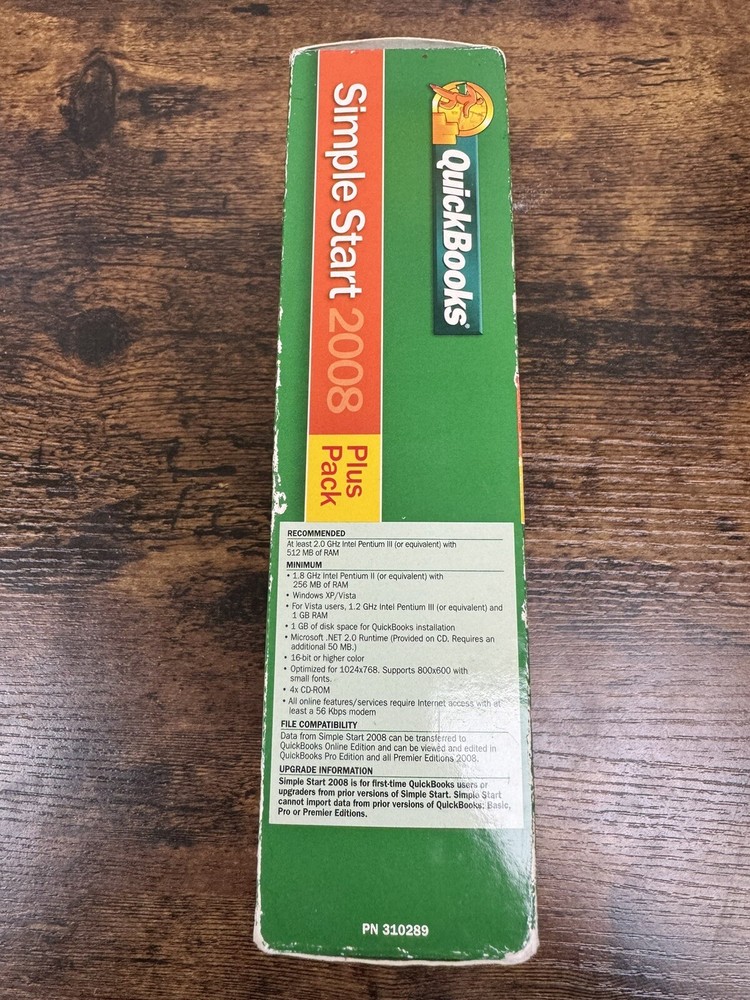 QuickBooks®
Simple Start 2008
Plus
Pack
RECOMMENDED
At least 2.0 GHz Intel Pentium III (or equivalent) with
512 MB of RAM
MINIMUM
• 1.8 GHz Intel Pentium II (or equivalent) with
256 MB of RAM
• Windows XP/Vista
• For Vista users, 1.2 GHz Intel Pentium III (or equivalent) and
1 GB RAM
• 1 GB of disk space for QuickBooks installation
• Microsoft .NET 2.0 Runtime (Provided on CD. Requires an
additional 50 MB.)
• 16-bit or higher color
• Optimized for 1024x768. Supports 800x600 with
small fonts.
• 4x CD-ROM
• All online features/services require Internet access with at
least a 56 Kbps modem
FILE COMPATIBILITY
Data from Simple Start 2008 can be transferred to
QuickBooks Online Edition and can be viewed and edited in
QuickBooks Pro Edition and all Premier Editions 2008.
UPGRADE INFORMATION
Simple Start 2008 is for first-time QuickBooks users or
upgraders from prior versions of Simple Start. Simple Start
cannot import data from prior versions of QuickBooks: Basic,
Pro or Premier Editions.
PN 310289